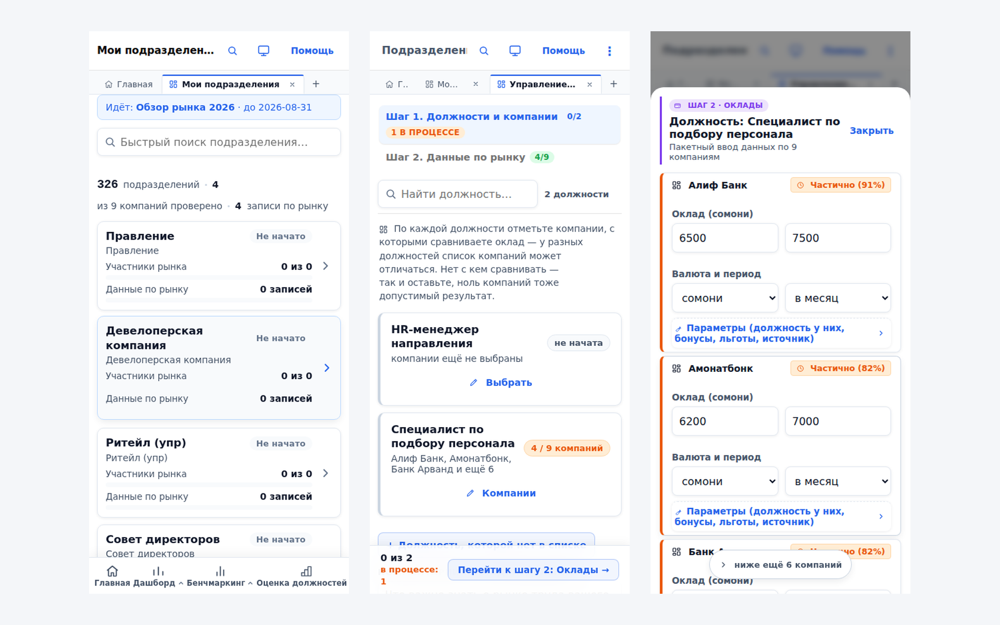 Мои подразделен…
Помощь
Главная
Мои подразделения
×
+
Идёт: Обзор рынка 2026 · до 2026-08-31
Быстрый поиск подразделения…
326 подразделений · 4
из 9 компаний проверено · 4 записи по рынку
Правление
Не начато
Правление
Участники рынка 0 из 0
Данные по рынку 0 записей
Девелоперская
компания
Не начато
Девелоперская компания
Участники рынка 0 из 0
Данные по рынку 0 записей
Ритейл (упр)
Не начато
Ритейл (упр)
Участники рынка 0 из 0
Данные по рынку 0 записей
Совет директоров
Не начато
Совет директоров
Главная Дашборд Бенчмаркинг Оценка должностей
Подразделен
Помощь
Г..
Мо…
×
Управление…
×
+
Шаг 1. Должности и компании 0/2
1 В ПРОЦЕССЕ
Шаг 2. Данные по рынку 4/9
Найти должность…
2 должности
По каждой должности отметьте компании, с
которыми сравниваете оклад — у разных
должностей список компаний может
отличаться. Нет с кем сравнивать —
так и оставьте, ноль компаний тоже
допустимый результат.
HR-менеджер
направления
не начата
компании ещё не выбраны
Выбрать
Специалист по
подбору персонала
4 / 9 компаний
Алиф Банк, Амонатбонк,
Банк Арванд и ещё 6
Компании
+ Должность, которой нет в списке
0 из 2
в процессе:
1
Перейти к шагу 2: Оклады →
ШАГ 2 · ОКЛАДЫ
Должность: Специалист по
подбору персонала
Закрыть
Пакетный ввод данных по 9
компаниям
Алиф Банк
Частично (91%)
Оклад (сомони)
6500
7500
Валюта и период
сомони
в месяц
Параметры (должность у них,
бонусы, льготы, источник)
Амонатбонк
Частично (82%)
Оклад (сомони)
6200
7000
Валюта и период
сомони
в месяц
Параметры (должность у них,
бонусы, льготы, источник)
Банк
(82%)
ниже ещё 6 компаний
Оклад (сомони)